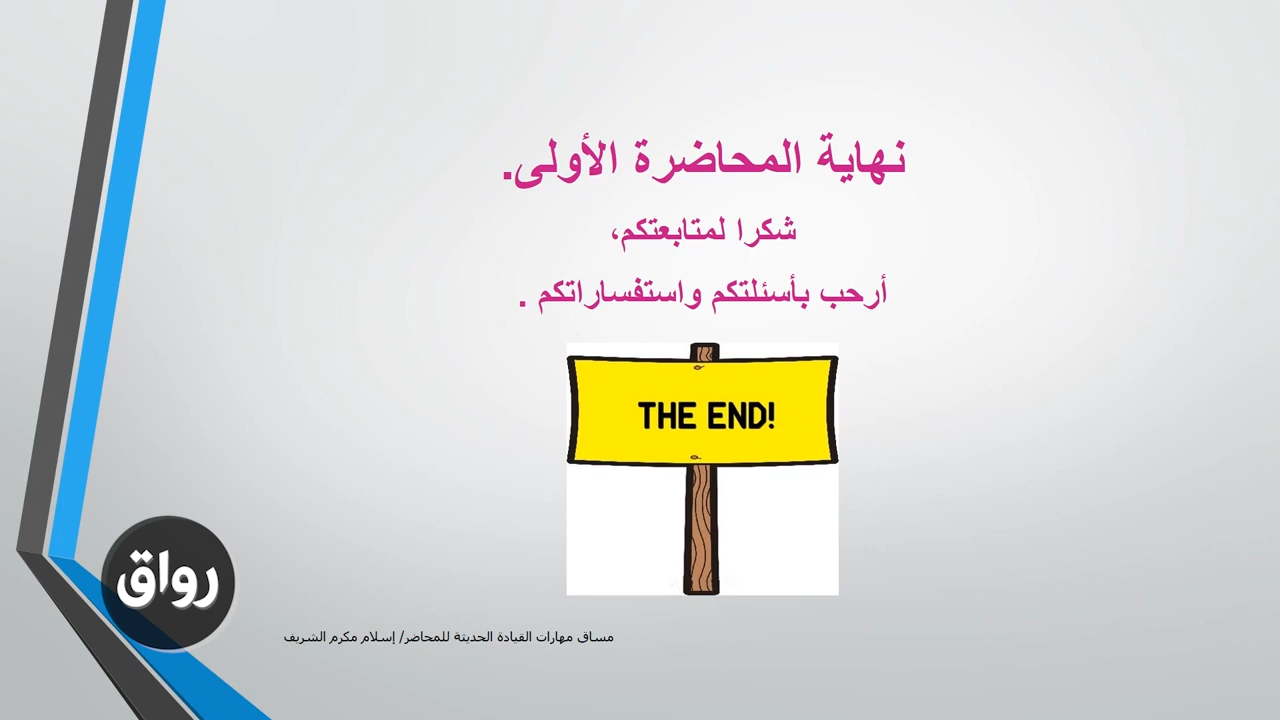 نهاية المحاضرة الأولى.
شكرا لمتابعتكم،
أرحب بأسئلتكم واستفساراتكم .
THE END!
رواق
مساق مهارات القيادة الحديثة للمحاضر/ إسلام مكرم الشريف